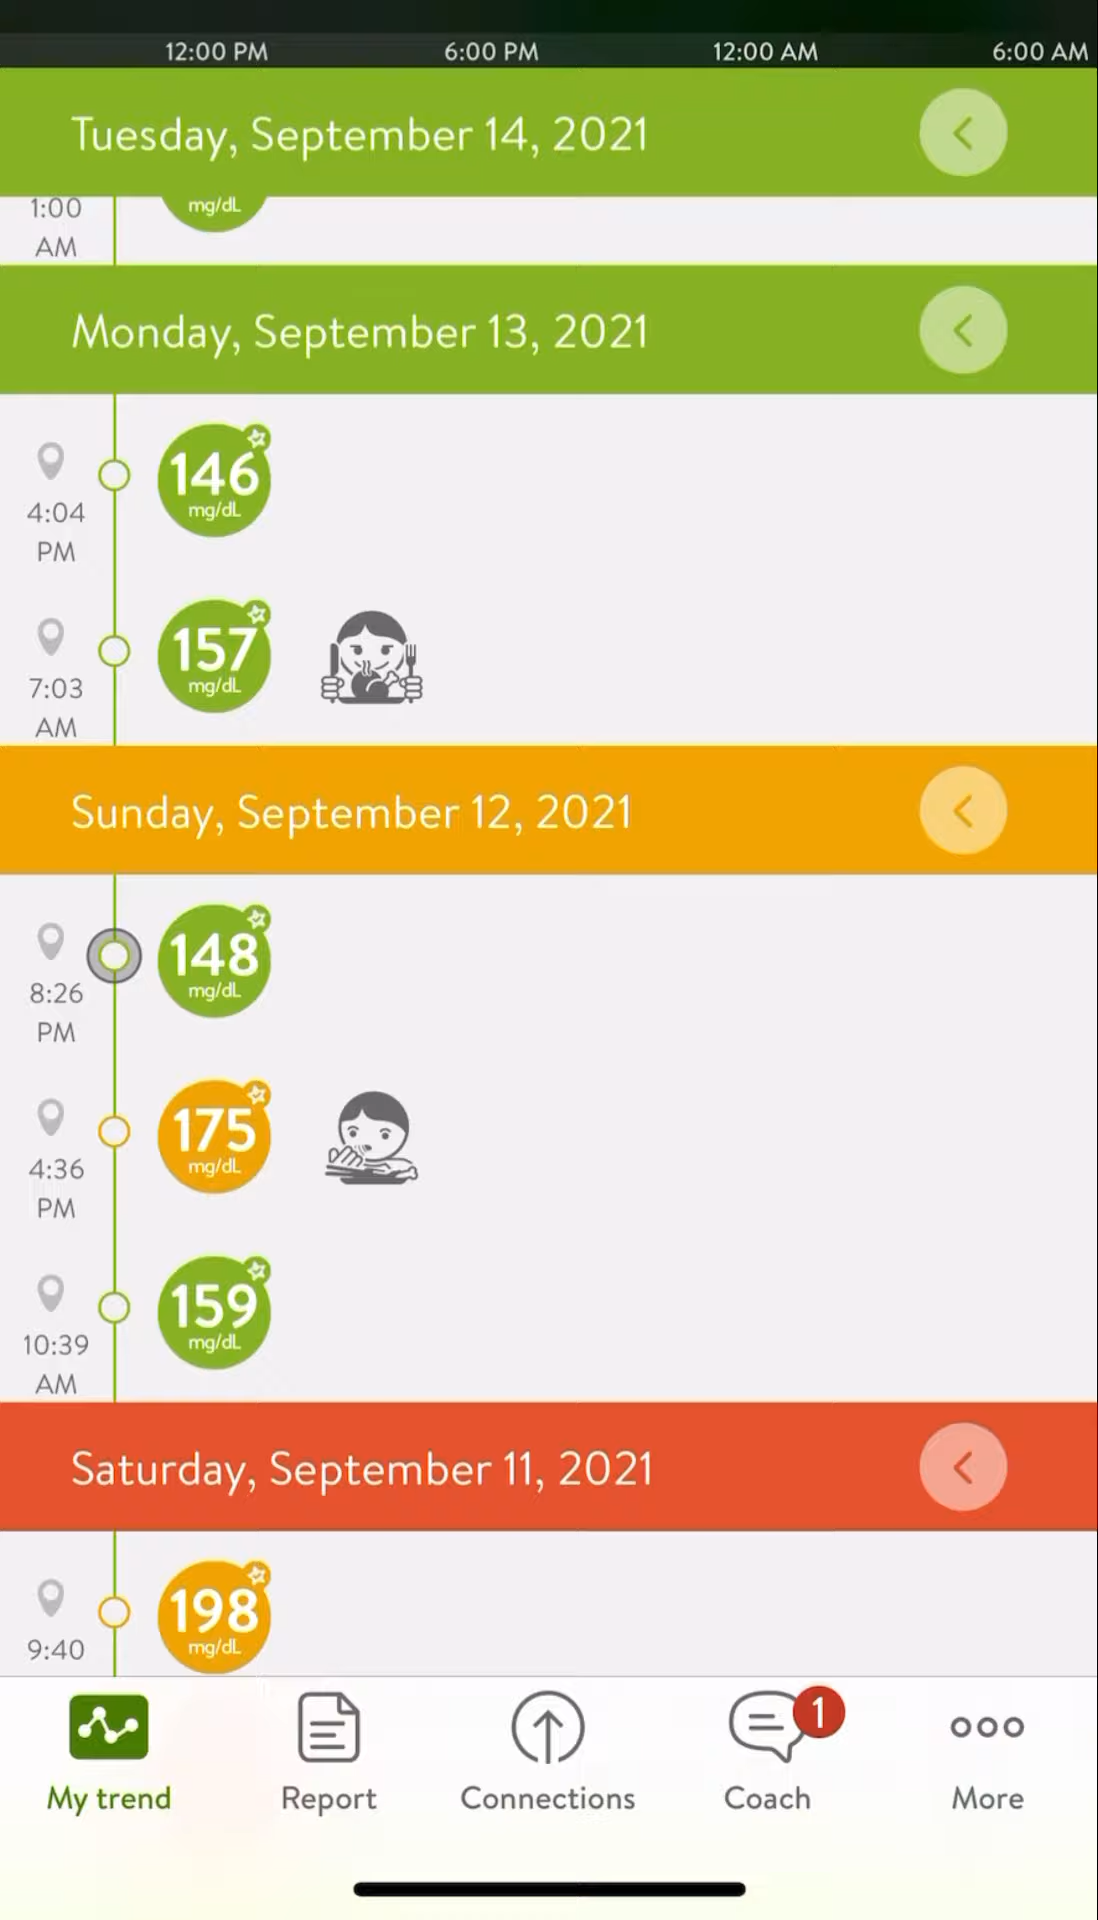 12:00 PM 6:00 PM 12:00 AM 6:00 AM
Tuesday, September 14, 2021
1:00
AM
mg/dL
Monday, September 13, 2021
146
mg/dL
4:04
PM
157
mg/dL
7:03
AM
Sunday, September 12, 2021
148
mg/dL
8:26
PM
175
mg/dL
4:36
PM
159
mg/dL
10:39
AM
Saturday, September 11, 2021
198
mg/dL
9:40
1
My trend Report Connections Coach More